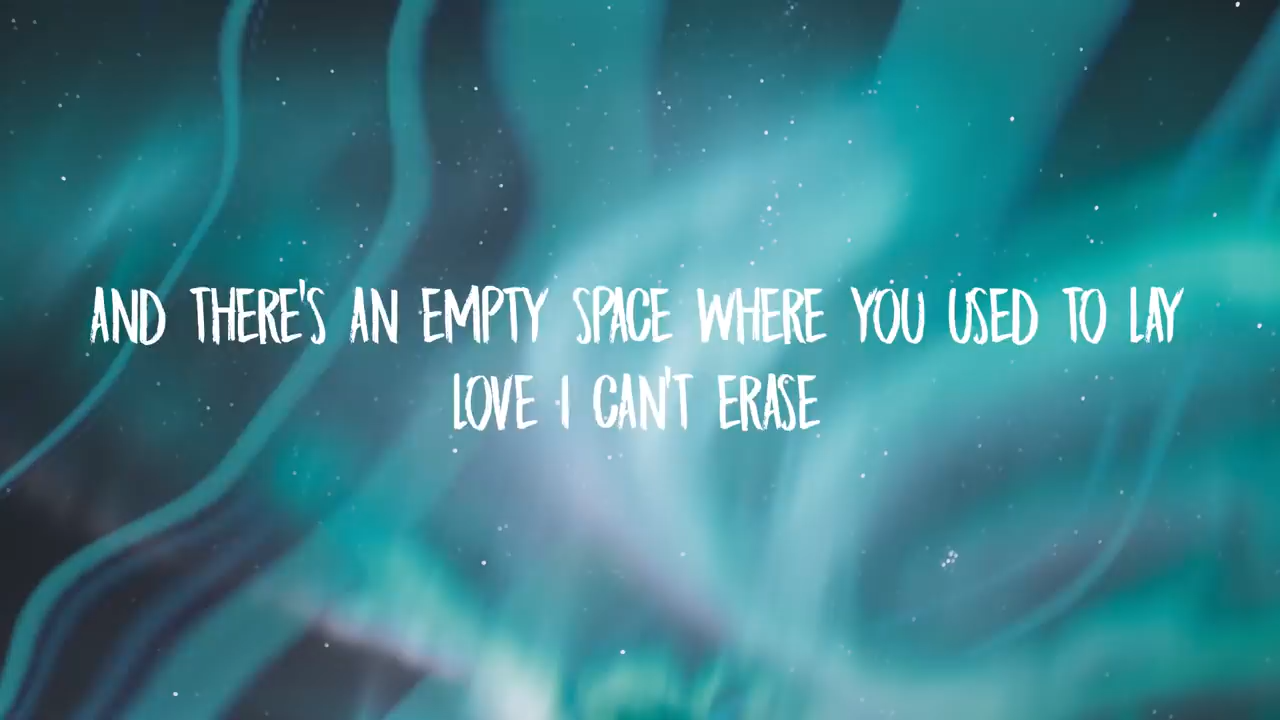 AND THERE'S AN EMPTY SPACE WHERE YOU USED TO LAY
LOVE I CAN'T ERASE